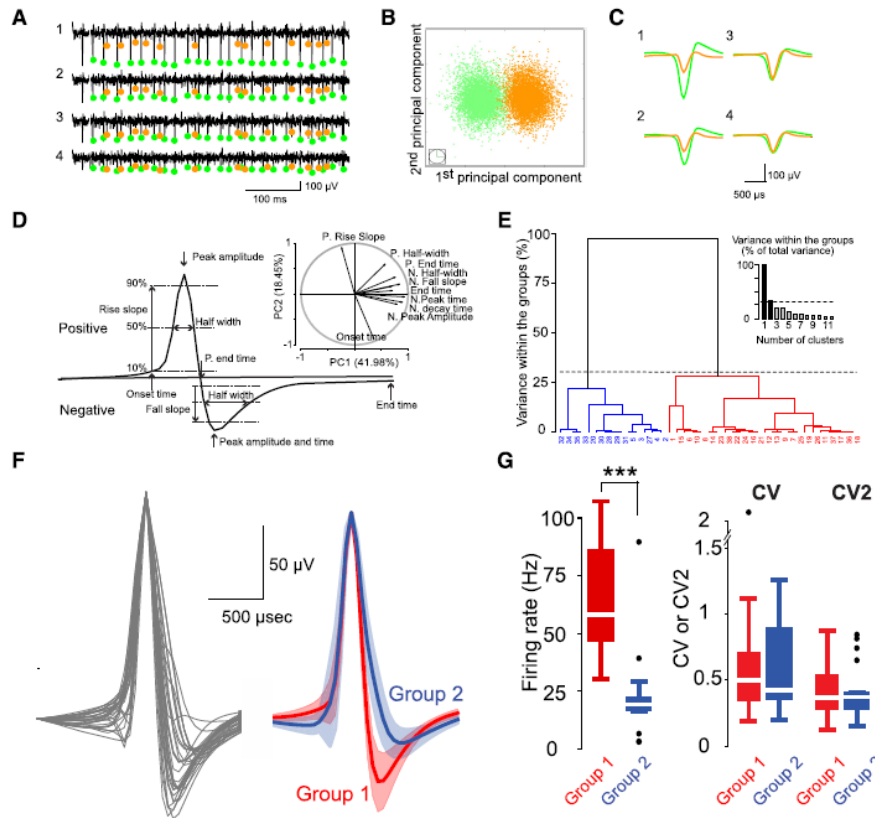 A
1
2
3
4
100 µV
100 ms
B
2nd principal component
1st principal component
C
1
3
2
4
100 µV
500 µs
D
Peak amplitude
90%
Rise slope
Positive
50%
Half width
10%
P. end time
Onset time
Half width
Negative
Fall slope
End time
Peak amplitude and time
P. Rise Slope
1
P. Half-width
P. End time
N. Half-width
N. Fall slope
End time
N.Peak time
N. decay time
N. Peak Amplitude
PC2 (18.45%)
Onset time
-1
-1
PC1 (41.98%)
1
E
Variance within the groups (%)
100
75
50
25
0
Variance within the groups
(% of total variance)
100
0
1 3 5 7 9 11
Number of clusters
F
50 µV
500 µsec
Group 2
Group 1
G
***
Firing rate (Hz)
100
75
50
25
0
Group 1
Group 2
CV
CV2
CV or CV2
2
1.5
1
0.5
0
Group 1
Group 2
Group 1
Group 2